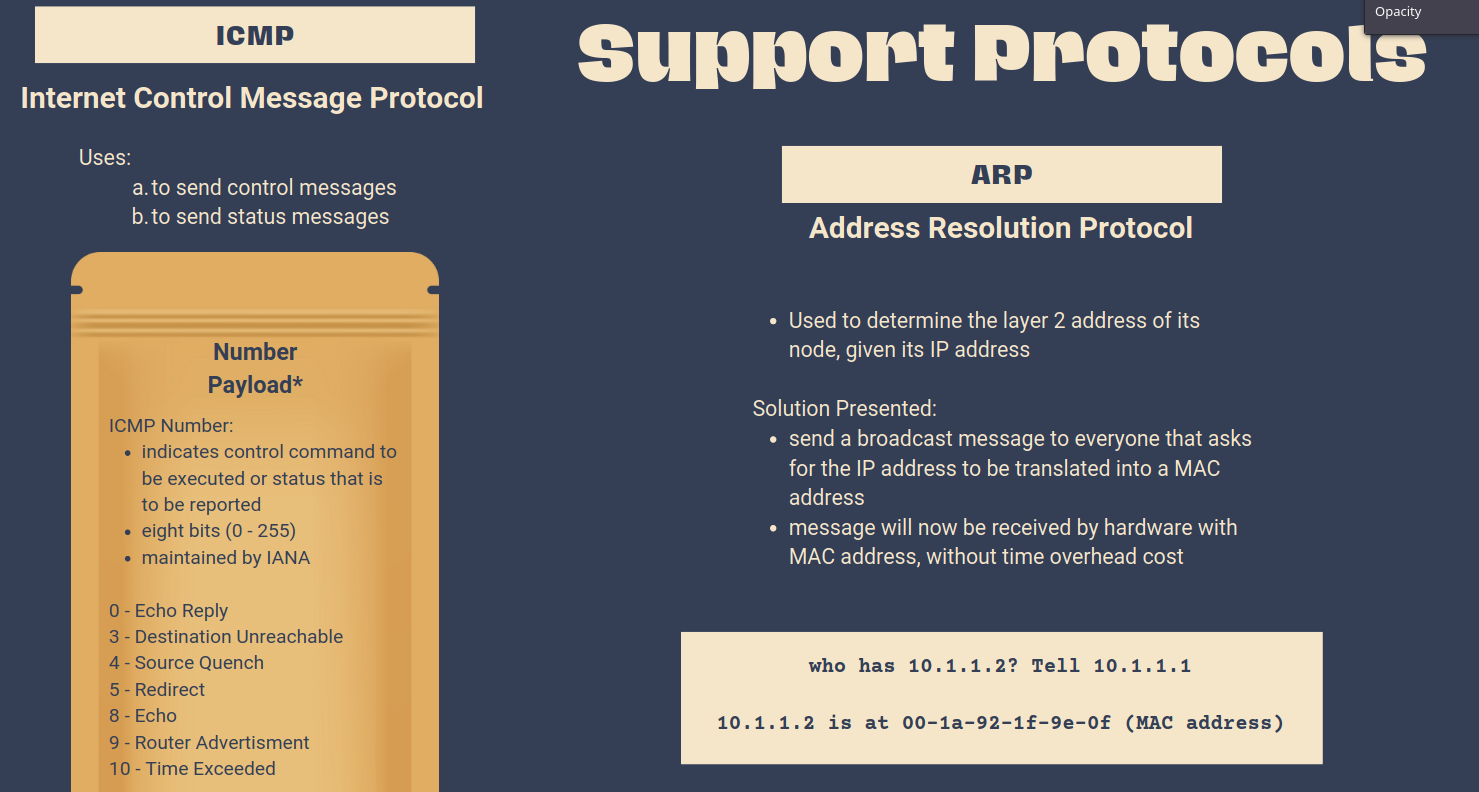 ICMP
Internet Control Message Protocol
Uses:
a. to send control messages
b. to send status messages
Number
Payload*
ICMP Number:
• indicates control command to
be executed or status that is
to be reported
• eight bits (0 - 255)
• maintained by IANA
0 - Echo Reply
3 - Destination Unreachable
4 - Source Quench
5 - Redirect
8 - Echo
9 - Router Advertisment
10 - Time Exceeded
Support Protocols
Opacity
ARP
Address Resolution Protocol
• Used to determine the layer 2 address of its
node, given its IP address
Solution Presented:
• send a broadcast message to everyone that asks
for the IP address to be translated into a MAC
address
• message will now be received by hardware with
MAC address, without time overhead cost
who has 10.1.1.2? Tell 10.1.1.1
10.1.1.2 is at 00-1a-92-1f-9e-0f (MAC address)